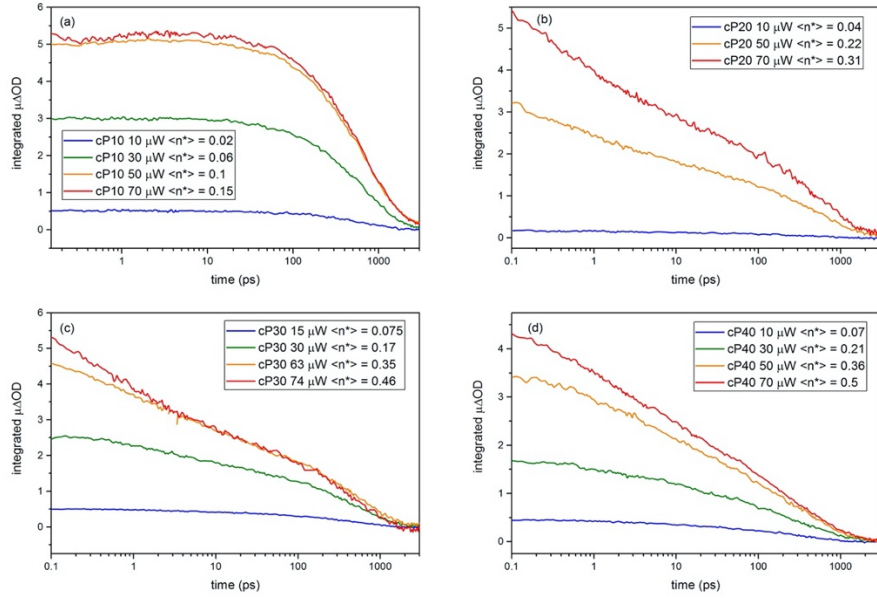 (a)
integrated μΔOD
6
5
4
3
2
1
0
cP10 10 μW <n*> = 0.02
cP10 30 μW <n*> = 0.06
cP10 50 μW <n*> = 0.1
cP10 70 μW <n*> = 0.15
1 10 100 1000
time (ps)
(b)
integrated μΔOD
5
4
3
2
1
0
cP20 10 μW <n*> = 0.04
cP20 50 μW <n*> = 0.22
cP20 70 μW <n*> = 0.31
0.1 1 10 100 1000
time (ps)
(c)
integrated μΔOD
6
5
4
3
2
1
0
-1
cP30 15 μW <n*> = 0.075
cP30 30 μW <n*> = 0.17
cP30 63 μW <n*> = 0.35
cP30 74 μW <n*> = 0.46
0.1 1 10 100 1000
time (ps)
(d)
integrated μΔOD
4
3
2
1
0
cP40 10 μW <n*> = 0.07
cP40 30 μW <n*> = 0.21
cP40 50 μW <n*> = 0.36
cP40 70 μW <n*> = 0.5
0.1 1 10 100 1000
time (ps)